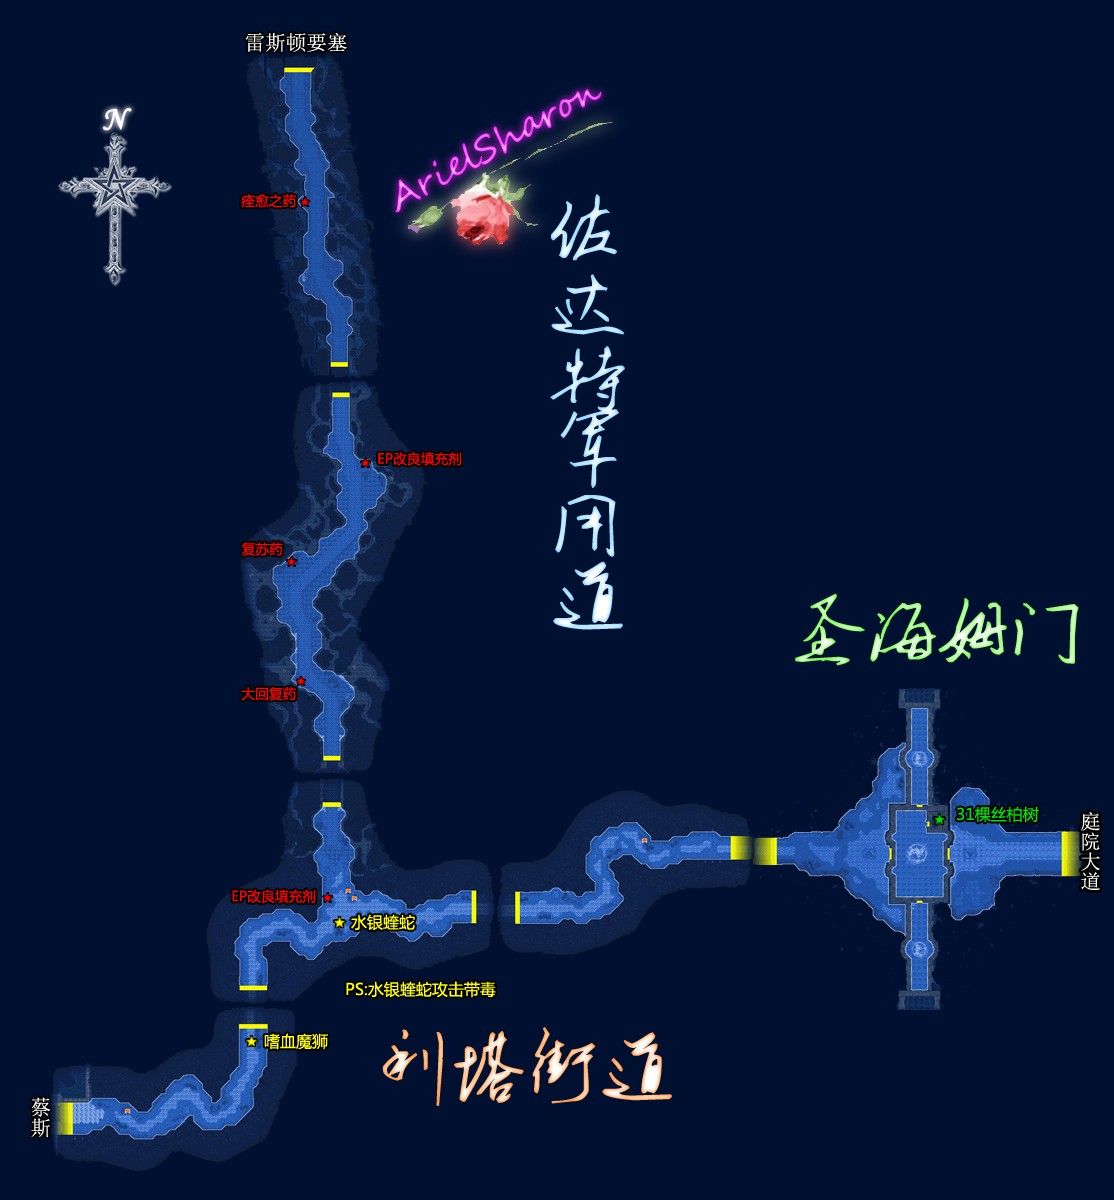 雷斯顿要塞
N
ArielSharon
痊愈之药
佐达特军用道
EP改良填充剂
复苏药
圣海姆门
大回复药
31棵丝柏树
庭院大道
EP改良填充剂
水银蜷蛇
PS:水银蜷蛇攻击带毒
嗜血魔狮
利塔街道
蔡斯